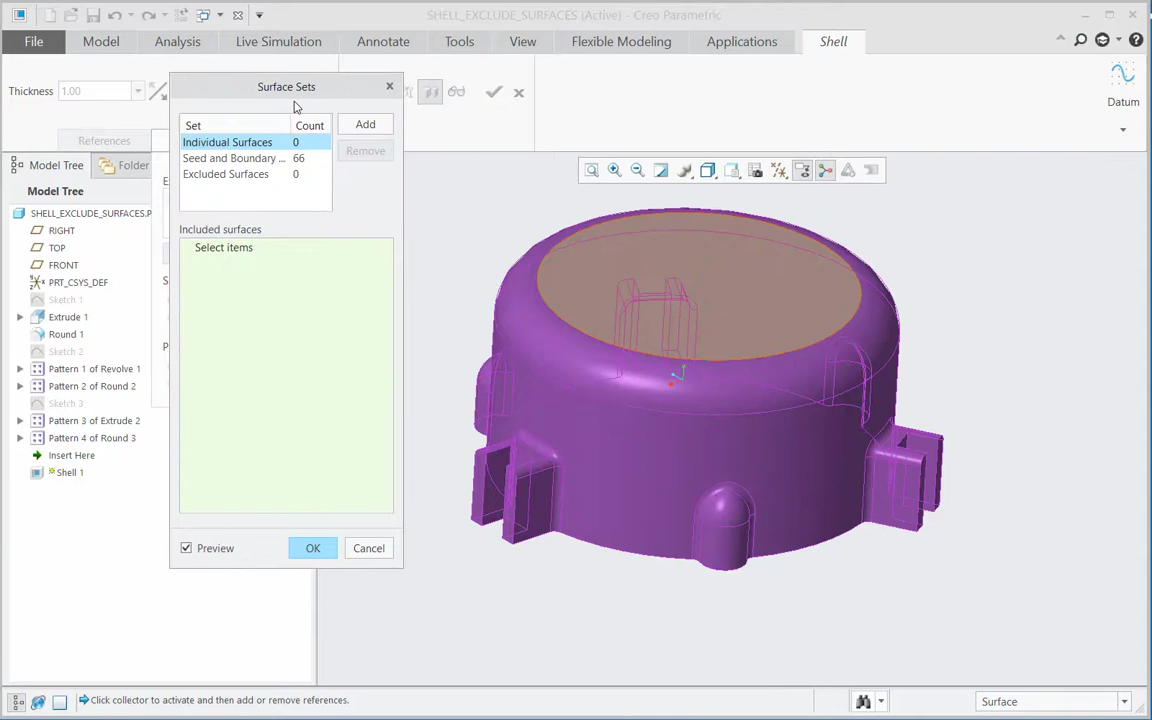 SHELL_EXCLUDE_SURFACES (Active) - Creo Parametric
File Model Analysis Live Simulation Annotate Tools View Flexible Modeling Applications Shell
Thickness 1.00
Datum
References
Surface Sets
Set Count
Individual Surfaces 0
Seed and Boundary ... 66
Excluded Surfaces 0
Add
Remove
Included surfaces
Select items
Preview
OK
Cancel
Model Tree Folder
Model Tree
SHELL_EXCLUDE_SURFACES.P
RIGHT
TOP
FRONT
PRT_CSYS_DEF
Sketch 1
Extrude 1
Round 1
Sketch 2
Pattern 1 of Revolve 1
Pattern 2 of Round 2
Sketch 3
Pattern 3 of Extrude 2
Pattern 4 of Round 3
Insert Here
Shell 1
Click collector to activate and then add or remove references.
Surface